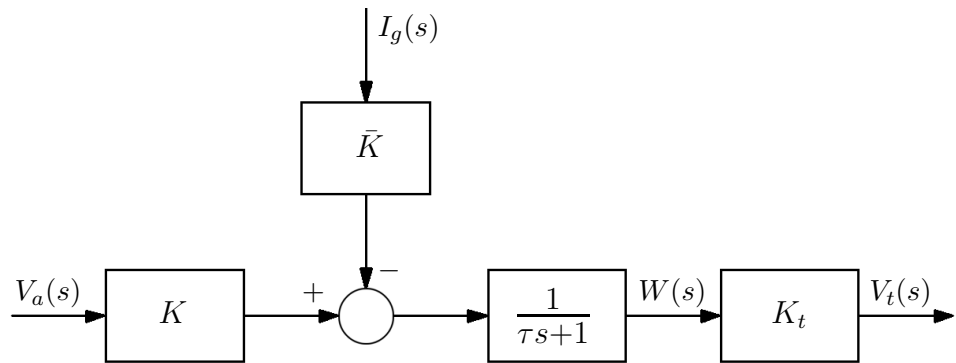 I_g(s)
K̄
−
V_a(s)
K
+
1
τs+1
W(s)
K_t
V_t(s)